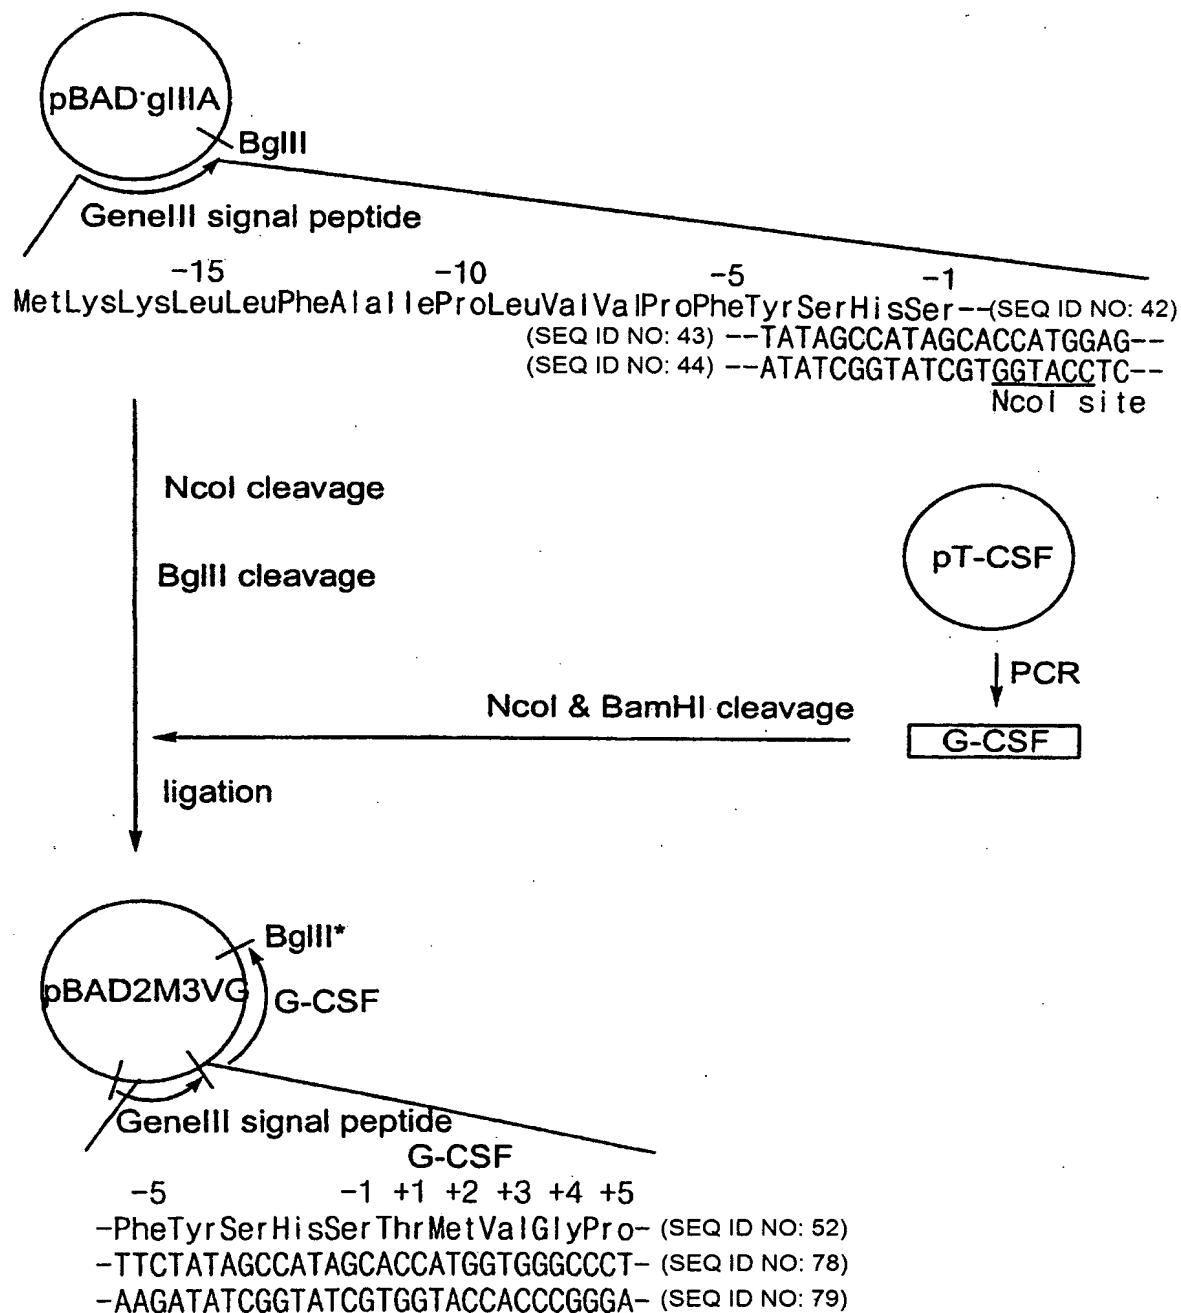 pBAD·gIIIA
BglII
GeneIII signal peptide
-15 -10 -5 -1
MetLysLysLeuLeuPheAlaIleProLeuValValProPheTyrSerHisSer--(SEQ ID NO: 42)
(SEQ ID NO: 43) --TATAGCCATAGCACCATGGAG--
(SEQ ID NO: 44) --ATATCGGTATCGTGGTACCTC--
NcoI site
NcoI cleavage
BglII cleavage
pT-CSF
PCR
NcoI & BamHI cleavage
G-CSF
ligation
BglII*
pBAD2M3VG
G-CSF
GeneIII signal peptide
G-CSF
-5 -1 +1 +2 +3 +4 +5
-PheTyrSerHisSerThrMetValGlyPro- (SEQ ID NO: 52)
-TTCTATAGCCATAGCACCATGGTGGGCCCT- (SEQ ID NO: 78)
-AAGATATCGGTATCGTGGTACCACCCGGGA- (SEQ ID NO: 79)